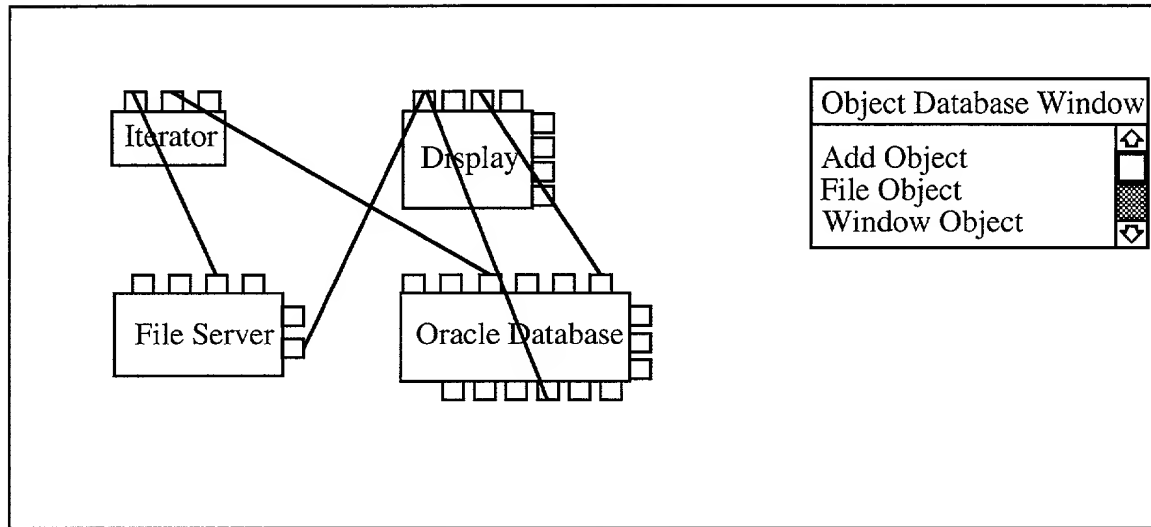 Iterator
Display
File Server
Oracle Database
Object Database Window
Add Object
File Object
Window Object